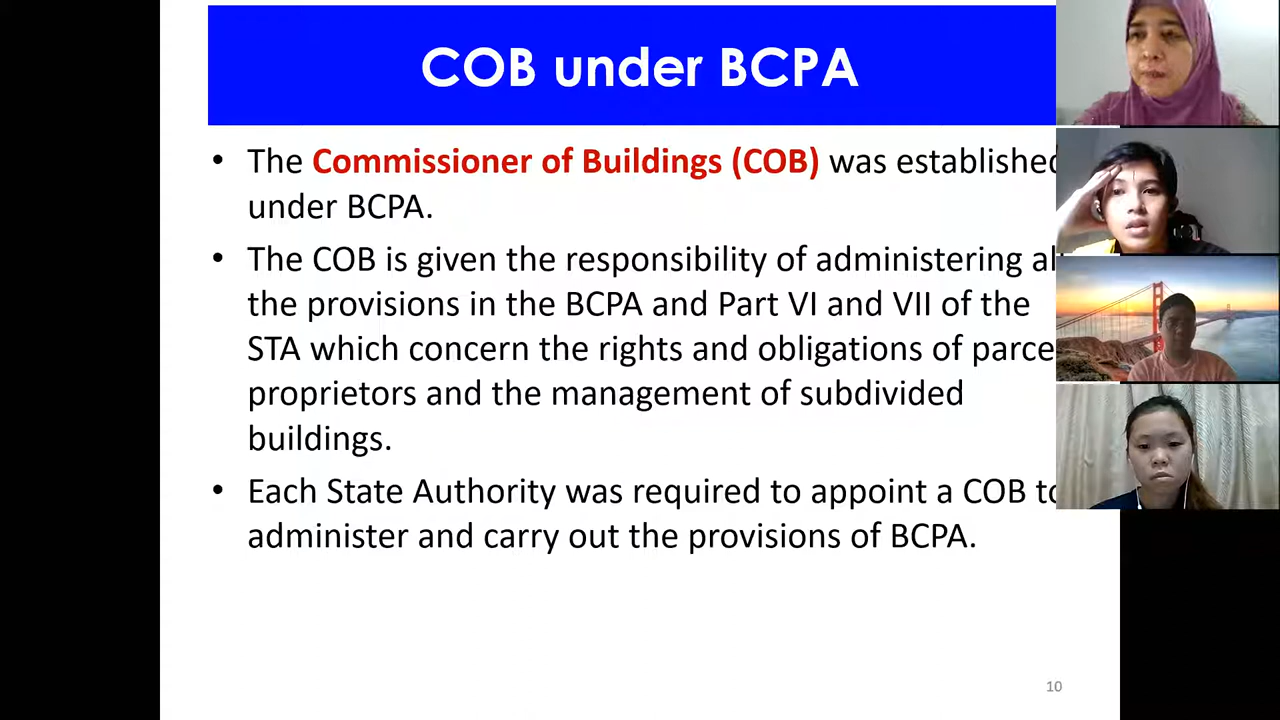 COB under BCPA
• The Commissioner of Buildings (COB) was established
under BCPA.
• The COB is given the responsibility of administering al
the provisions in the BCPA and Part VI and VII of the
STA which concern the rights and obligations of parce
proprietors and the management of subdivided
buildings.
• Each State Authority was required to appoint a COB to
administer and carry out the provisions of BCPA.
10